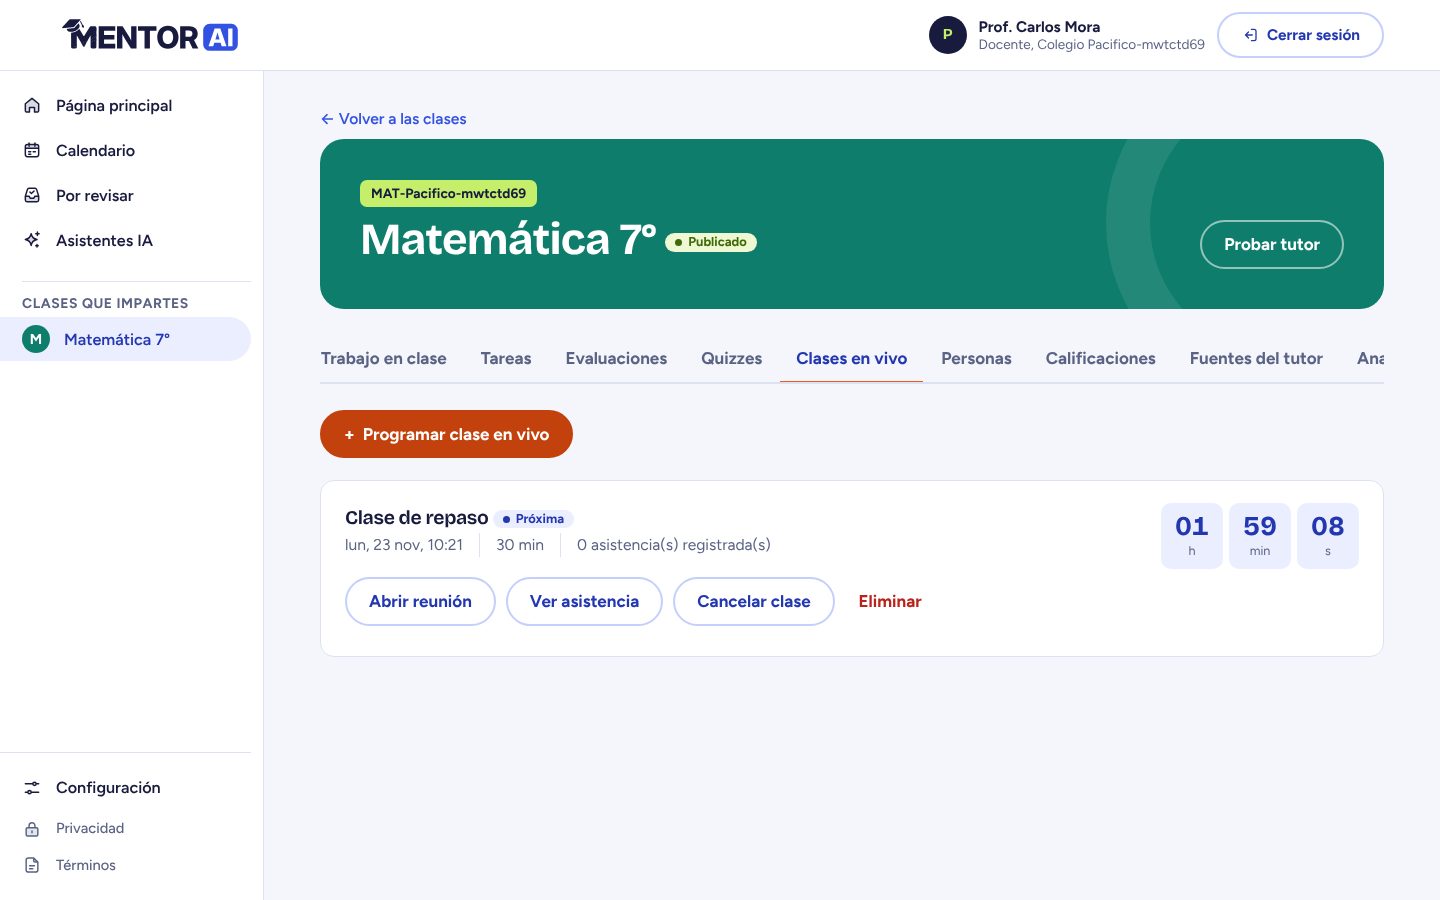 MENTOR AI
P
Prof. Carlos Mora
Docente, Colegio Pacifico-mwtctd69
Cerrar sesión
Página principal
Calendario
Por revisar
Asistentes IA
CLASES QUE IMPARTES
M Matemática 7°
Configuración
Privacidad
Términos
← Volver a las clases
MAT-Pacifico-mwtctd69
Matemática 7° Publicado
Probar tutor
Trabajo en clase Tareas Evaluaciones Quizzes Clases en vivo Personas Calificaciones Fuentes del tutor Ana
+ Programar clase en vivo
Clase de repaso Próxima
lun, 23 nov, 10:21 30 min 0 asistencia(s) registrada(s)
01 59 08
h min s
Abrir reunión Ver asistencia Cancelar clase Eliminar